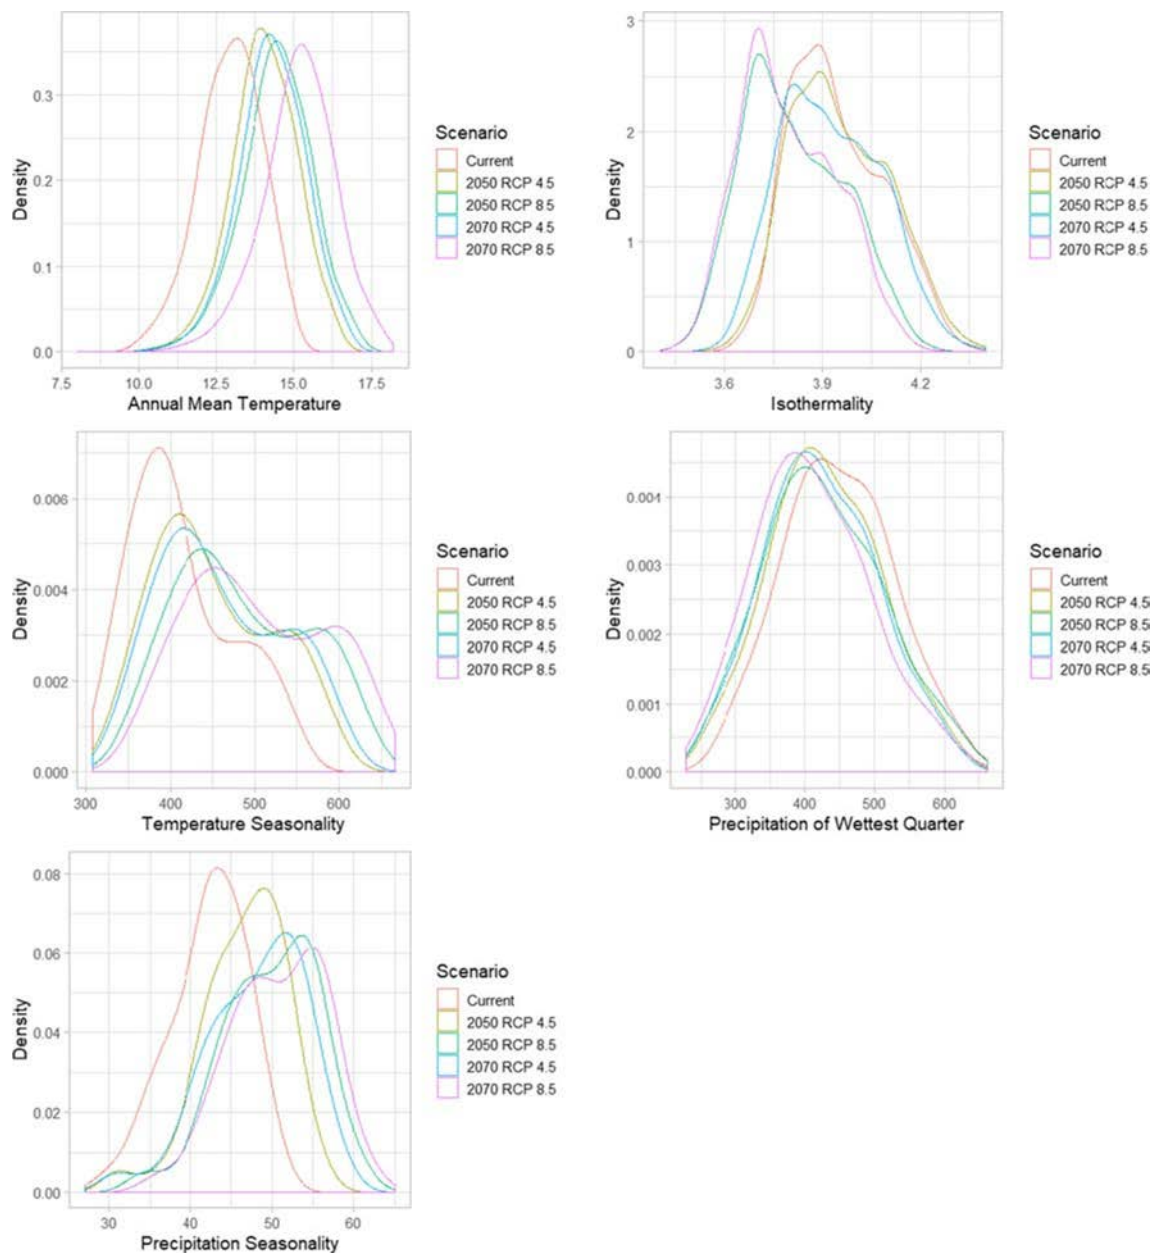 Density
0.3
0.2
0.1
0.0
7.5 10.0 12.5 15.0 17.5
Annual Mean Temperature
Scenario
Current
2050 RCP 4.5
2050 RCP 8.5
2070 RCP 4.5
2070 RCP 8.5
Density
3
2
1
0
3.6 3.9 4.2
Isothermality
Scenario
Current
2050 RCP 4.5
2050 RCP 8.5
2070 RCP 4.5
2070 RCP 8.5
Density
0.006
0.004
0.002
0.000
300 400 500 600
Temperature Seasonality
Scenario
Current
2050 RCP 4.5
2050 RCP 8.5
2070 RCP 4.5
2070 RCP 8.5
Density
0.004
0.003
0.002
0.001
0.000
300 400 500 600
Precipitation of Wettest Quarter
Scenario
Current
2050 RCP 4.5
2050 RCP 8.5
2070 RCP 4.5
2070 RCP 8.5
Density
0.08
0.06
0.04
0.02
0.00
30 40 50 60
Precipitation Seasonality
Scenario
Current
2050 RCP 4.5
2050 RCP 8.5
2070 RCP 4.5
2070 RCP 8.5